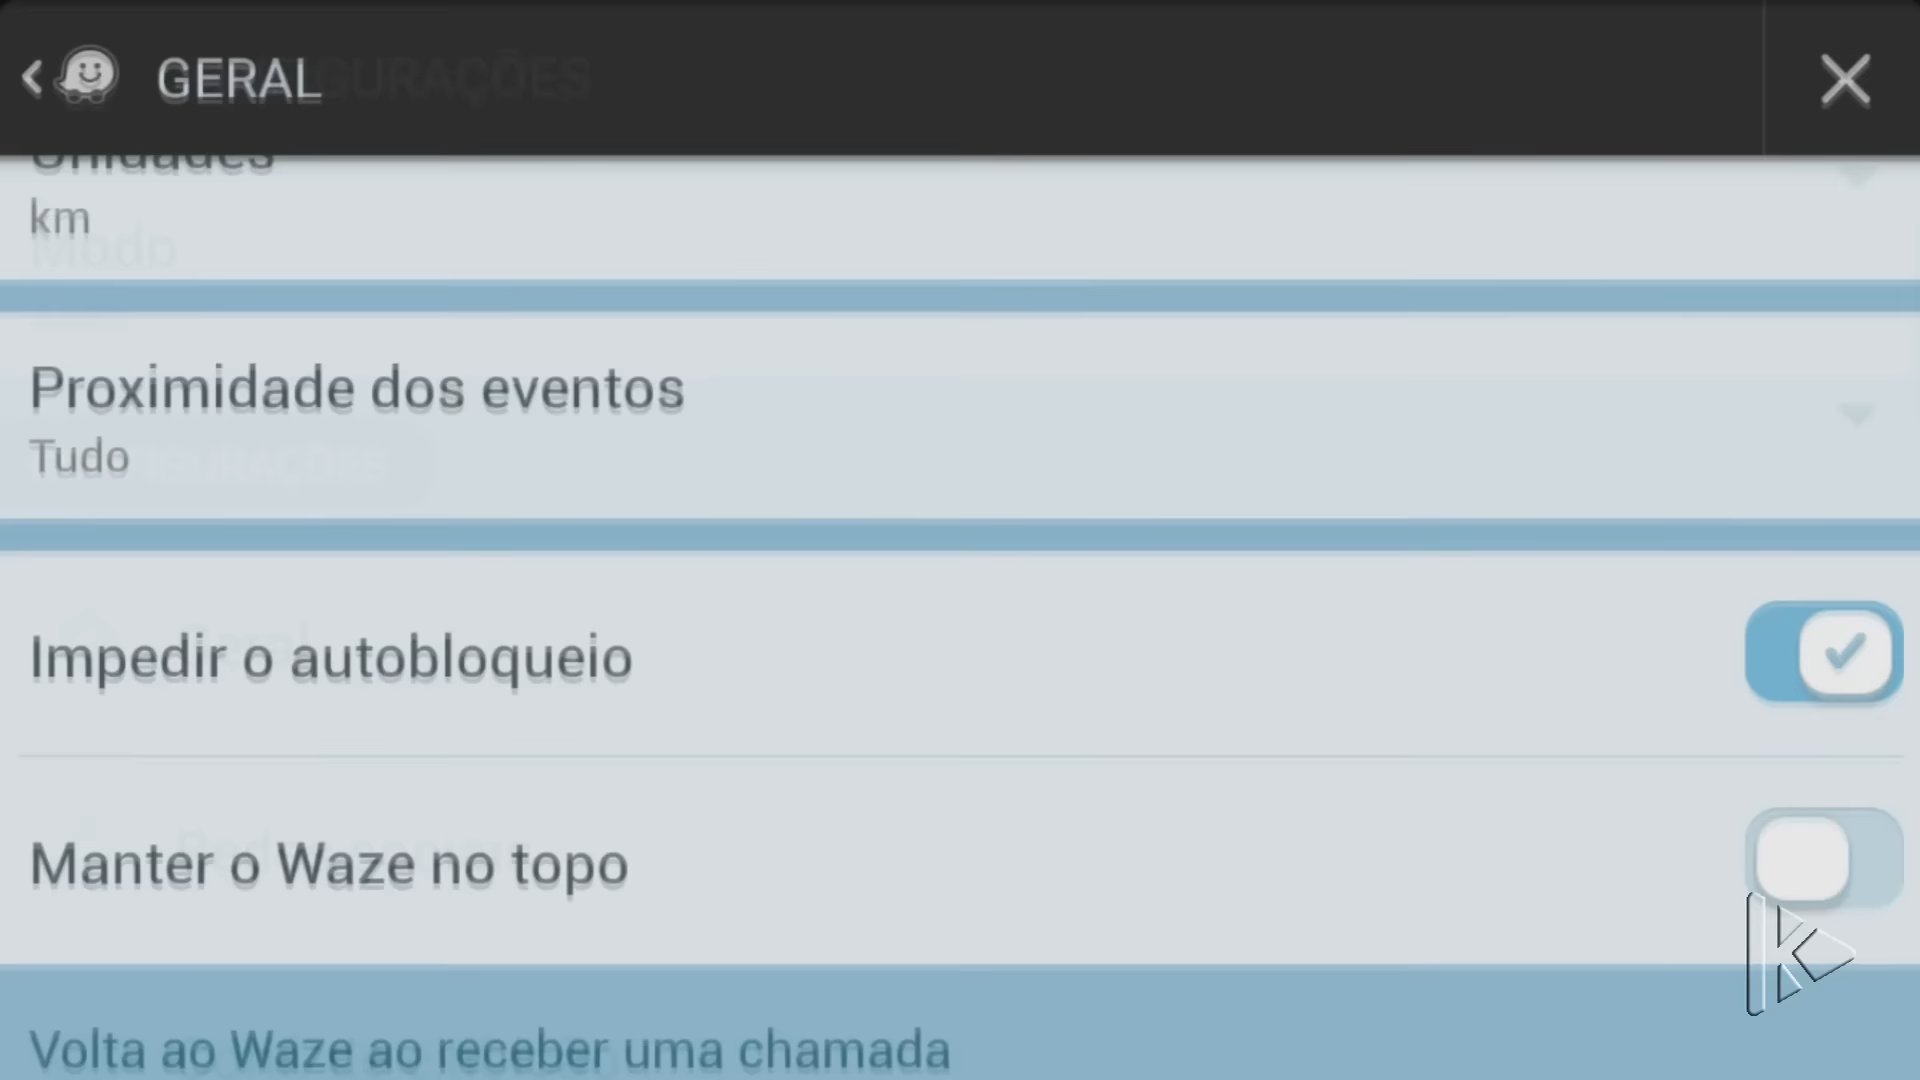 GERAL
GURAÇÕES
Unidades
km
Modo
Proximidade dos eventos
Tudo
Impedir o autobloqueio
Manter o Waze no topo
Volta ao Waze ao receber uma chamada